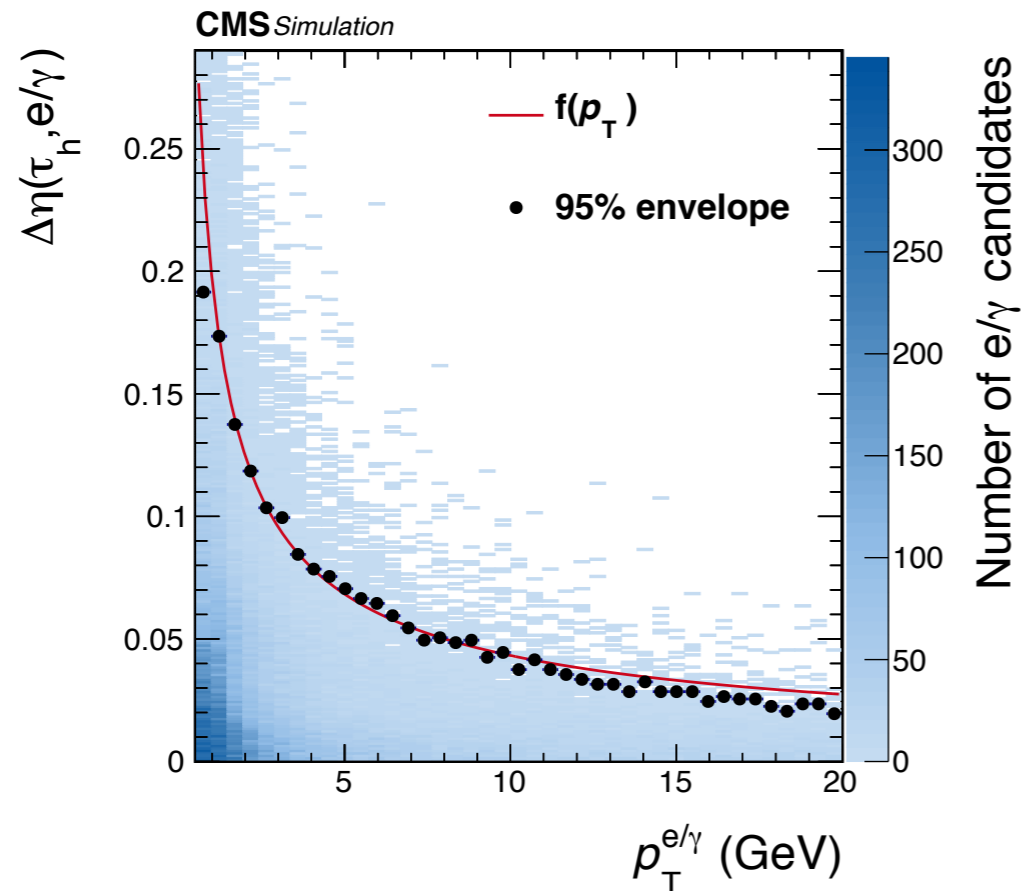 CMS Simulation
Δη(τh,e/γ)
f(pT)
95% envelope
0.25
0.2
0.15
0.1
0.05
0
5
10
15
20
pTe/γ (GeV)
300
250
200
150
100
50
0
Number of e/γ candidates